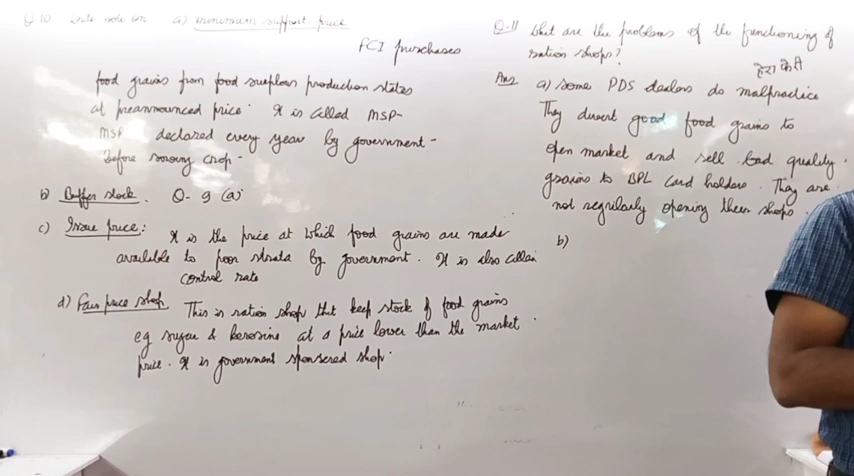 Q-10 Write note on a) minimum support price
FCI purchases
food grains from food surplus production states
at preannounced price. It is called MSP-
MSP declared every year by government-
Before sowing crop-
b) Buffer stock. Q-9 (a)
c) Issue price: It is the price at which food grains are made
available to poor strata by government. It is also
control rate
d) Fair price shop This is ration shop that keep stock of food grains
eg sugar & kerosine at a price lower than the market
price. It is government sponsered shop.
Q-11 What are the problems of the functioning of
ration shops?
हेरा फेरी
Ans a) Some PDS dealers do malpractice
They divert good food grains to
open market and sell bad quality
grains to BPL card holders. They are
not regularly opening their shops
b)